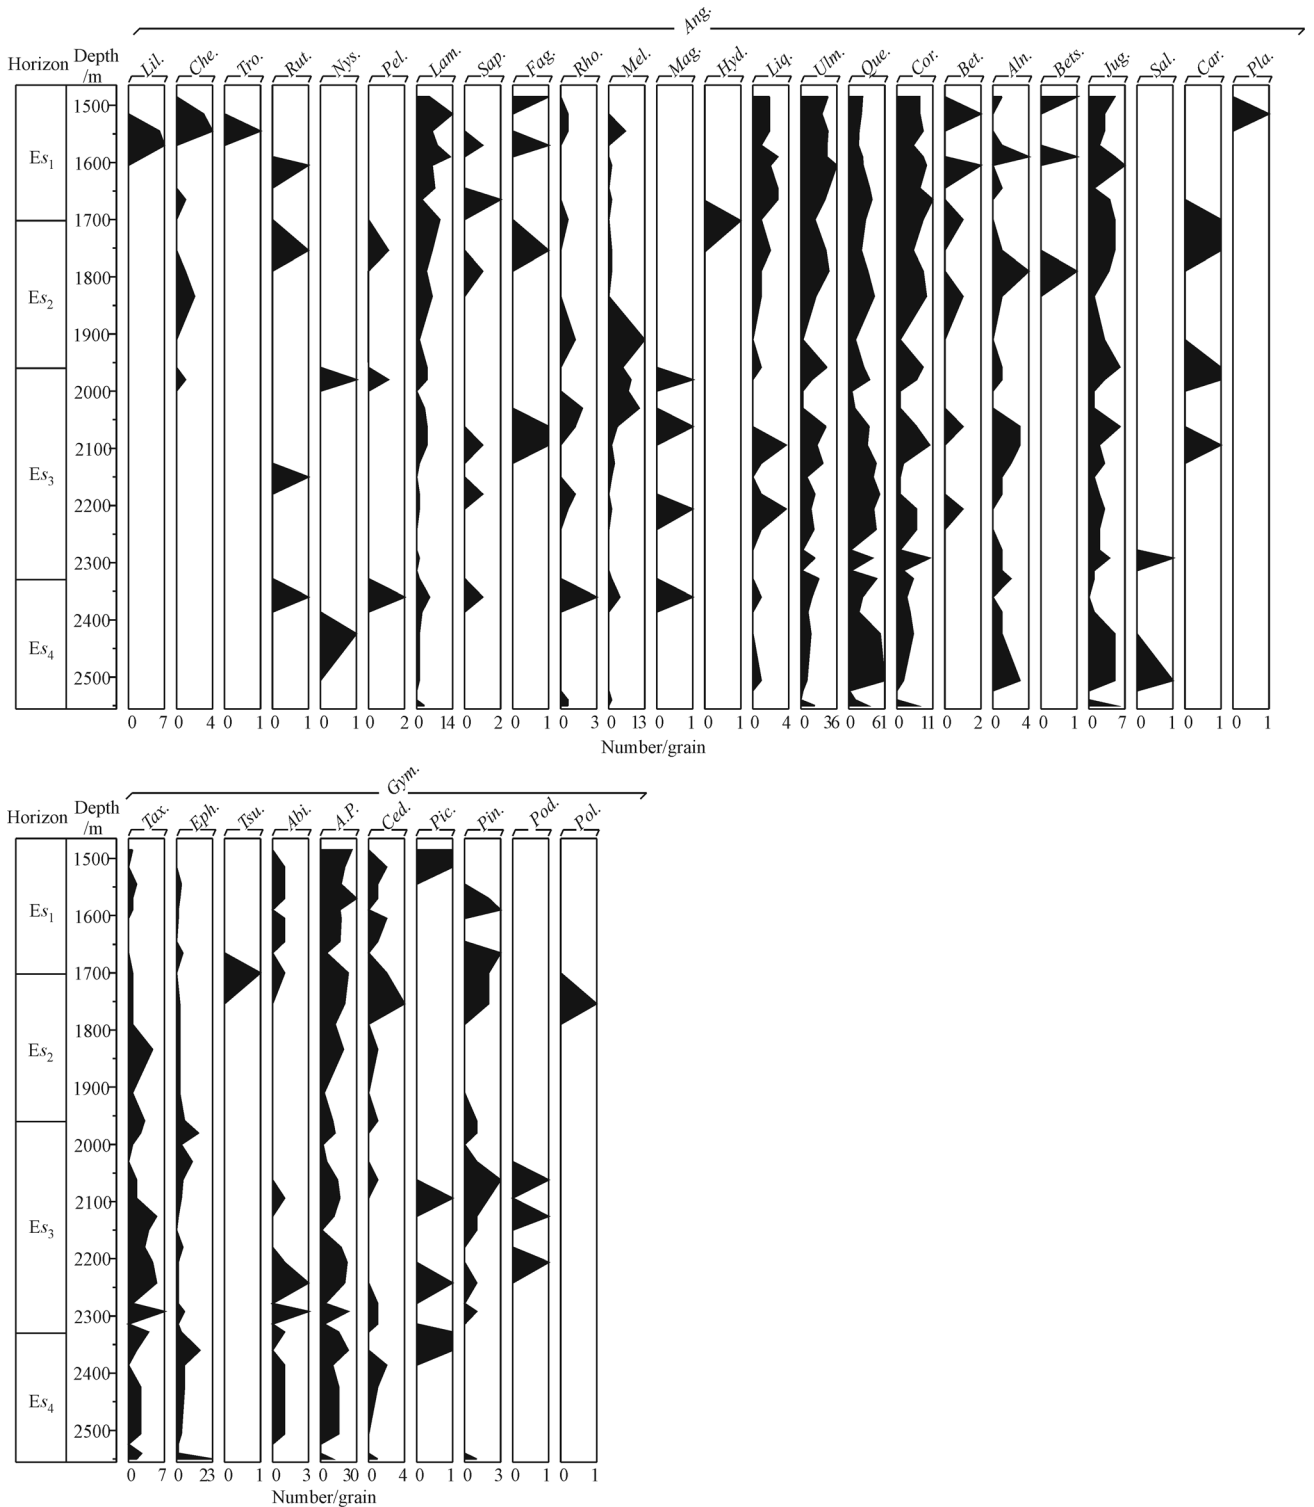 Ang.
Horizon Depth /m Lil. Che. Tro. Rut. Nys. Pel. Lam. Sap. Fag. Rho. Mel. Mag. Hyd. Liq. Ulm. Que. Cor. Bet. Aln. Bets. Jug. Sal. Car. Pla.
1500
Es1 1600
1700
1800
Es2
1900
2000
2100
Es3
2200
2300
2400
Es4
2500
0 7 0 4 0 1 0 1 0 1 0 2 0 14 0 2 0 1 0 3 0 13 0 1 0 1 0 4 0 36 0 61 0 11 0 2 0 4 0 1 0 7 0 1 0 1 0 1
Number/grain
Gym.
Horizon Depth /m Tax. Eph. Tsu. Abi. A.P. Ced. Pic. Pin. Pod. Pol.
1500
Es1 1600
1700
1800
Es2
1900
2000
2100
Es3
2200
2300
2400
Es4
2500
0 7 0 23 0 1 0 3 0 30 0 4 0 1 0 3 0 1 0 1
Number/grain